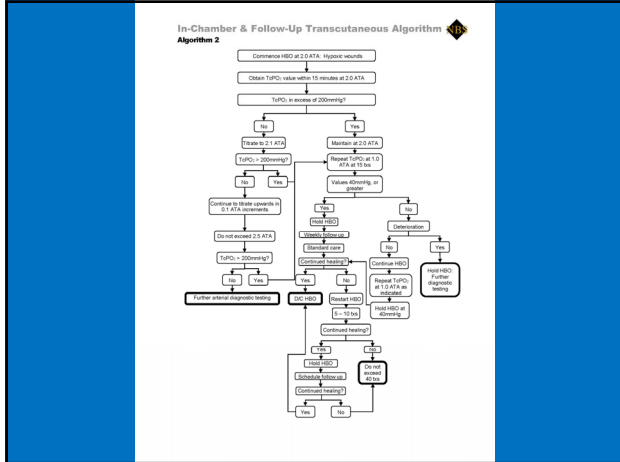 In-Chamber & Follow-Up Transcutaneous Algorithm
NBS
Algorithm 2
Commence HBO at 2.0 ATA: Hypoxic wounds
Obtain TcPO₂ value within 15 minutes at 2.0 ATA
TcPO₂ in excess of 200mmHg?
No
Yes
Titrate to 2.1 ATA
Maintain at 2.0 ATA
TcPO₂ > 200mmHg?
Repeat TcPO₂ at 1.0
ATA at 15 txs
No
Yes
Values 40mmHg, or
greater
Continue to titrate upwards in
0.1 ATA increments
Yes
No
Hold HBO
Deterioration
Weekly follow up
Do not exceed 2.5 ATA
Standard care
No
Yes
TcPO₂ > 200mmHg?
Continued healing?
Continue HBO
Hold HBO:
Further
diagnostic
testing
No
Yes
Yes
No
Repeat TcPO₂
at 1.0 ATA as
indicated
Further arterial diagnostic testing
D/C HBO
Restart HBO
Hold HBO at
40mmHg
5 – 10 txs
Continued healing?
Yes
No
Hold HBO
Do not
exceed
40 txs
Schedule follow up
Continued healing?
Yes
No